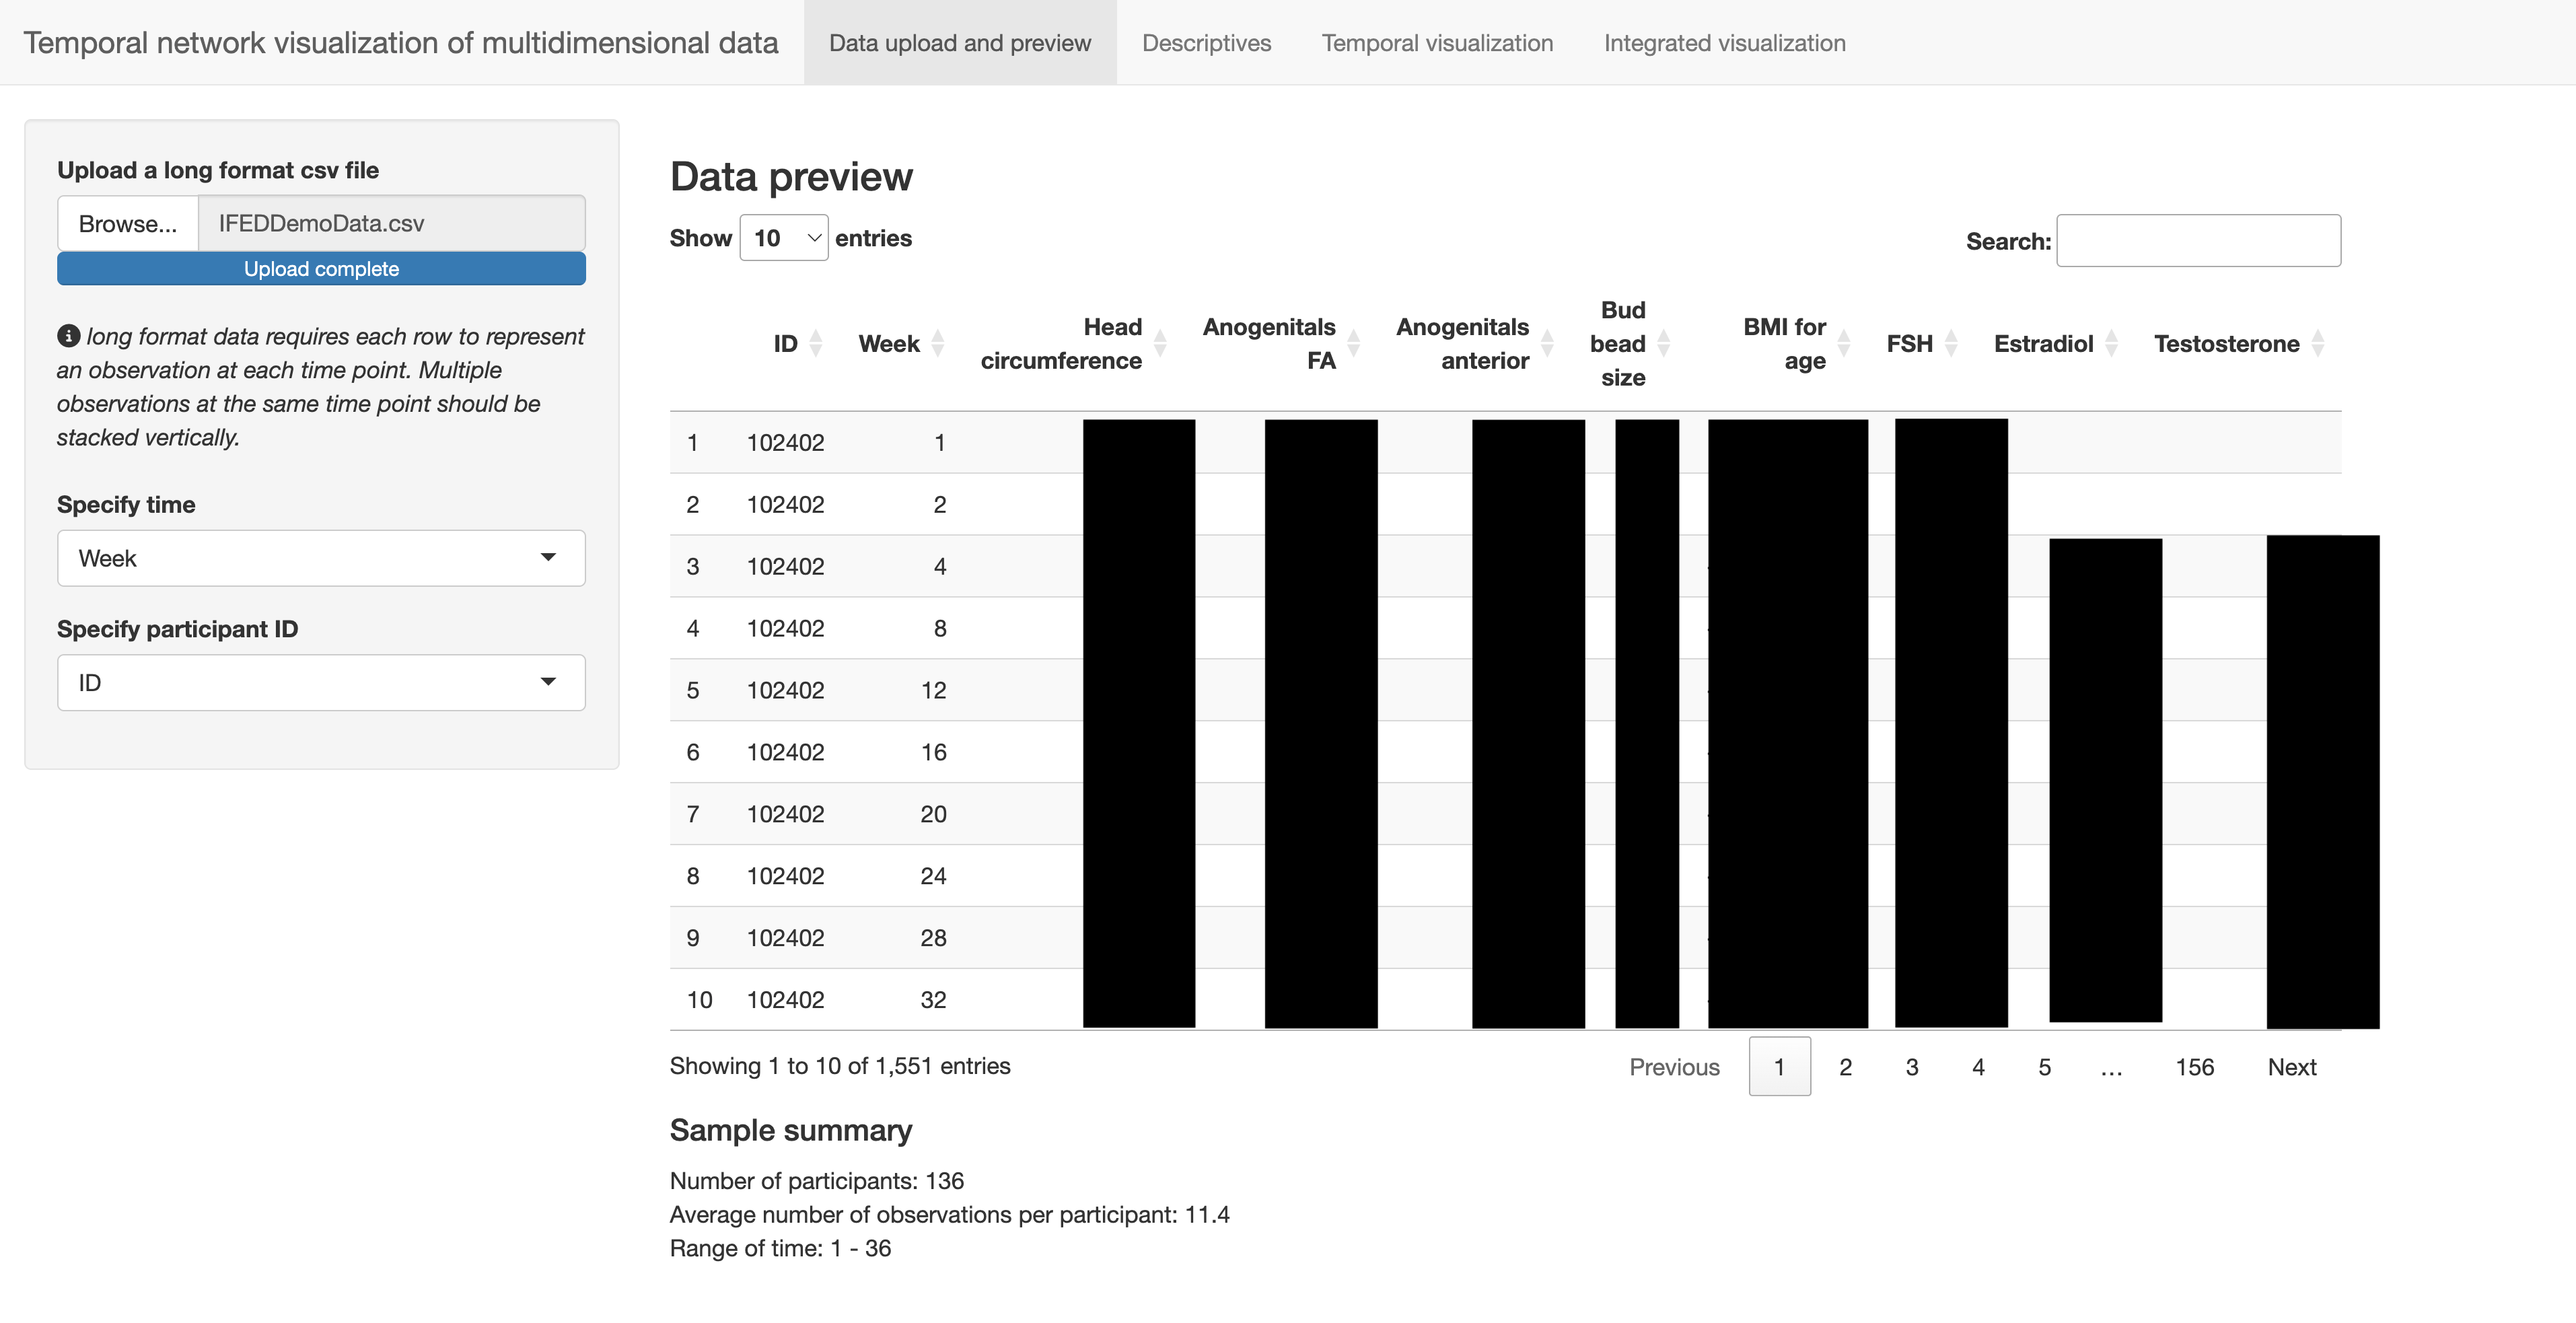 Temporal network visualization of multidimensional data Data upload and preview Descriptives Temporal visualization Integrated visualization
Upload a long format csv file
Browse... IFEDDemoData.csv
Upload complete
long format data requires each row to represent
an observation at each time point. Multiple
observations at the same time point should be
stacked vertically.
Specify time
Week
Specify participant ID
ID
Data preview
Show 10 entries
Search:
ID Week Head circumference Anogenitals FA Anogenitals anterior Bud bead size BMI for age FSH Estradiol Testosterone
1 102402 1
2 102402 2
3 102402 4
4 102402 8
5 102402 12
6 102402 16
7 102402 20
8 102402 24
9 102402 28
10 102402 32
Showing 1 to 10 of 1,551 entries
Previous 1 2 3 4 5 … 156 Next
Sample summary
Number of participants: 136
Average number of observations per participant: 11.4
Range of time: 1 - 36